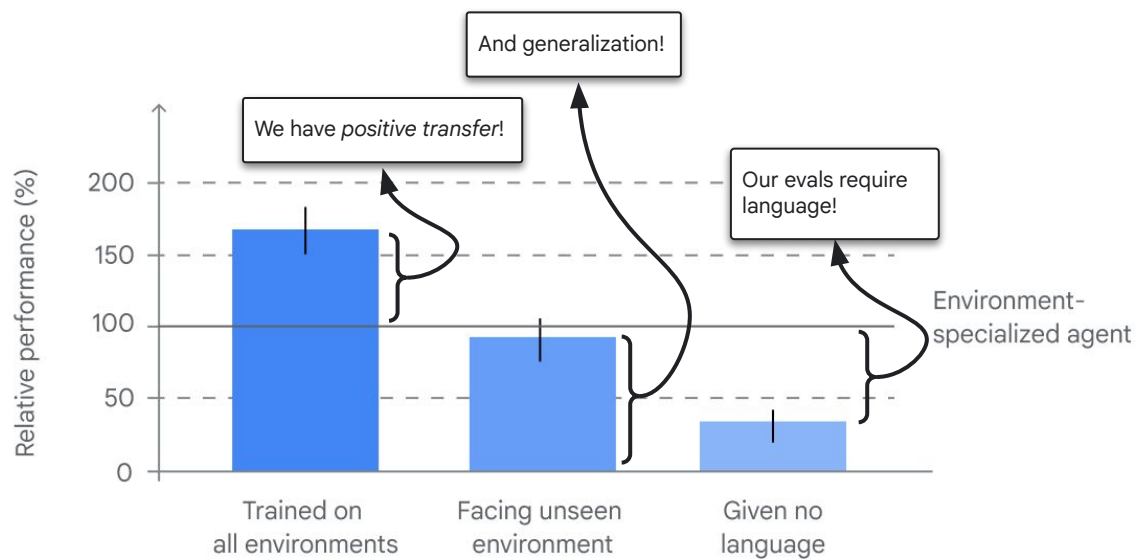 And generalization!
We have positive transfer!
Our evals require
language!
Relative performance (%)
200
150
100
50
0
Environment-
specialized agent
Trained on
all environments
Facing unseen
environment
Given no
language